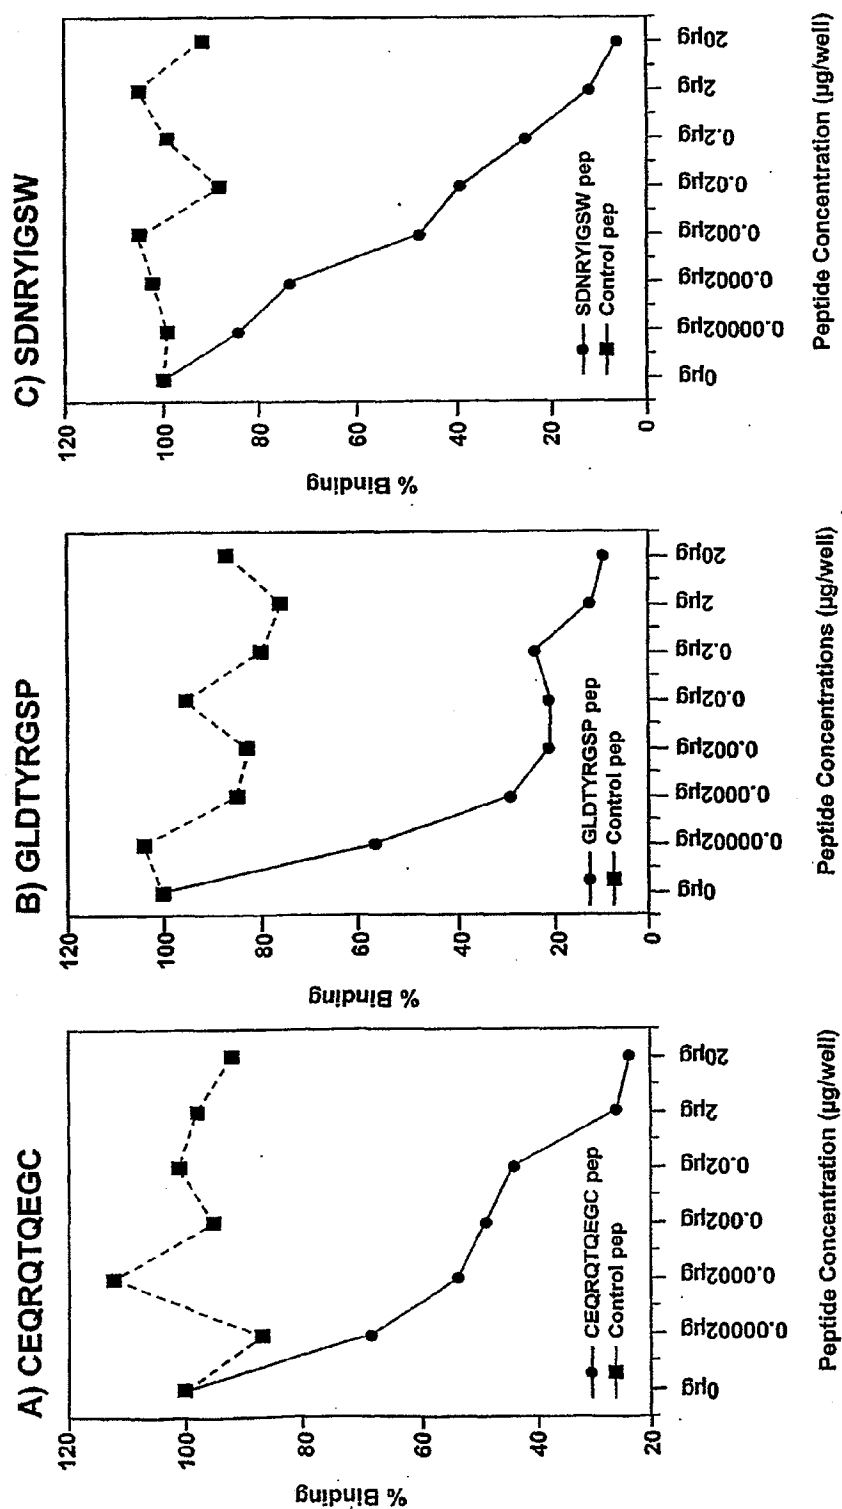 A) CEQRQTQEGC
% Binding
120
100
80
60
40
20
0µg
0.00002µg
0.0002µg
0.002µg
0.02µg
2µg
20µg
CEQRQTQEGC pep
Control pep
Peptide Concentration (µg/well)
B) GLDTYRGSP
% Binding
120
100
80
60
40
20
0
0µg
0.00002µg
0.0002µg
0.002µg
0.02µg
0.2µg
2µg
20µg
GLDTYRGSP pep
Control pep
Peptide Concentrations (µg/well)
C) SDNRYIGSW
% Binding
120
100
80
60
40
20
0
0µg
0.00002µg
0.0002µg
0.002µg
0.02µg
0.2µg
2µg
20µg
SDNRYIGSW pep
Control pep
Peptide Concentration (µg/well)